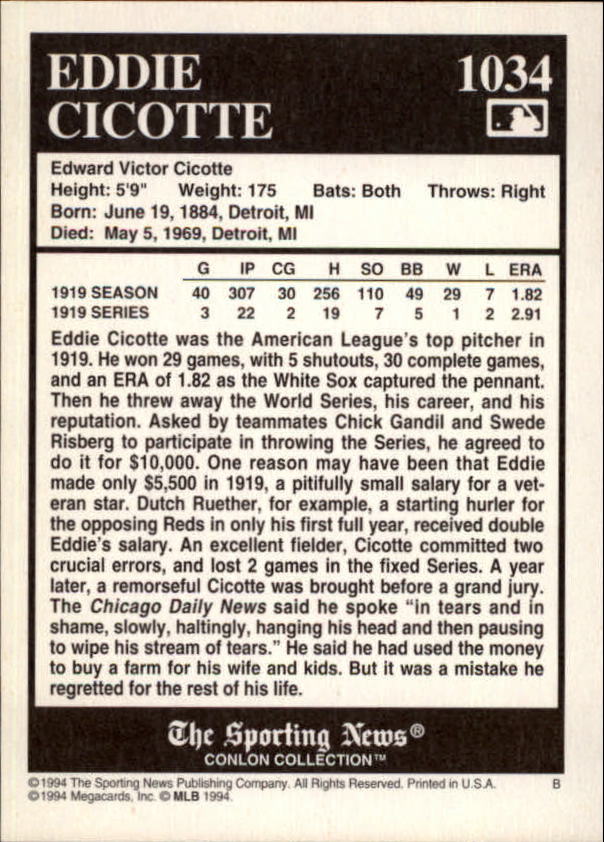 EDDIE 1034
CICOTTE
Edward Victor Cicotte
Height: 5'9" Weight: 175 Bats: Both Throws: Right
Born: June 19, 1884, Detroit, MI
Died: May 5, 1969, Detroit, MI
G IP CG H SO BB W L ERA
1919 SEASON 40 307 30 256 110 49 29 7 1.82
1919 SERIES 3 22 2 19 7 5 1 2 2.91
Eddie Cicotte was the American League's top pitcher in
1919. He won 29 games, with 5 shutouts, 30 complete games,
and an ERA of 1.82 as the White Sox captured the pennant.
Then he threw away the World Series, his career, and his
reputation. Asked by teammates Chick Gandil and Swede
Risberg to participate in throwing the Series, he agreed to
do it for $10,000. One reason may have been that Eddie
made only $5,500 in 1919, a pitifully small salary for a vet-
eran star. Dutch Ruether, for example, a starting hurler for
the opposing Reds in only his first full year, received double
Eddie's salary. An excellent fielder, Cicotte committed two
crucial errors, and lost 2 games in the fixed Series. A year
later, a remorseful Cicotte was brought before a grand jury.
The Chicago Daily News said he spoke "in tears and in
shame, slowly, haltingly, hanging his head and then pausing
to wipe his stream of tears." He said he had used the money
to buy a farm for his wife and kids. But it was a mistake he
regretted for the rest of his life.
The Sporting News®
CONLON COLLECTION™
©1994 The Sporting News Publishing Company. All Rights Reserved. Printed in U.S.A. B
©1994 Megacards, Inc. © MLB 1994.